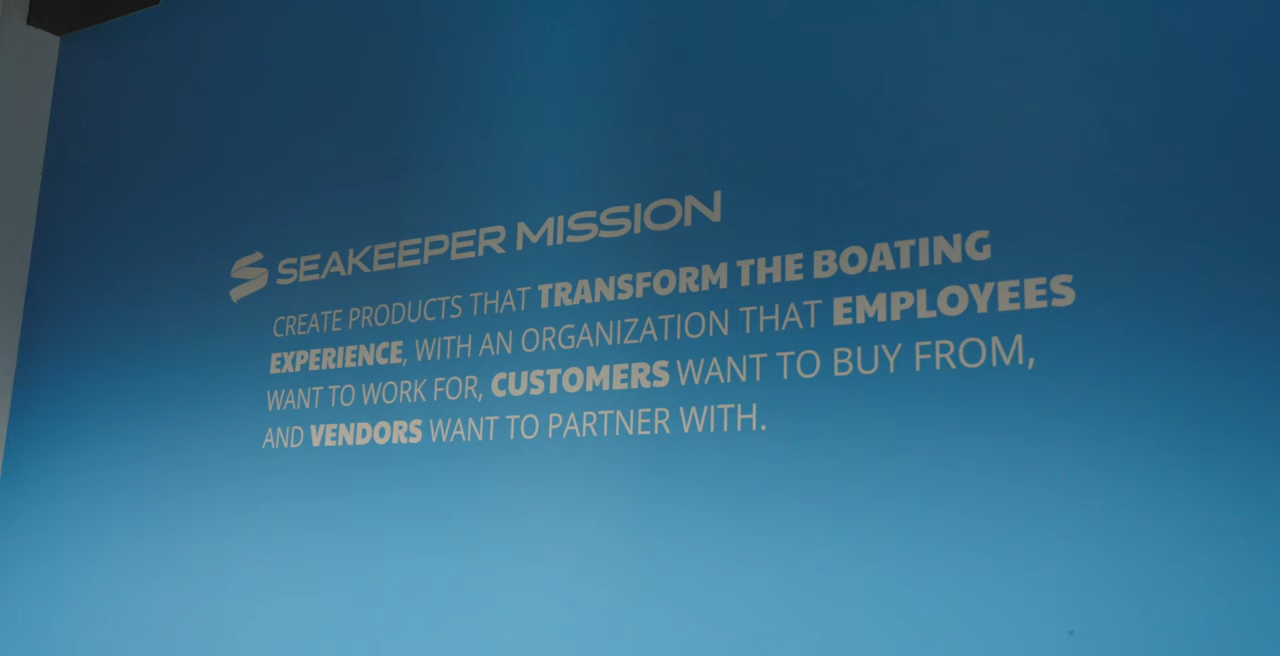 SEAKEEPER MISSION
CREATE PRODUCTS THAT TRANSFORM THE BOATING
EXPERIENCE, WITH AN ORGANIZATION THAT EMPLOYEES
WANT TO WORK FOR, CUSTOMERS WANT TO BUY FROM,
AND VENDORS WANT TO PARTNER WITH.